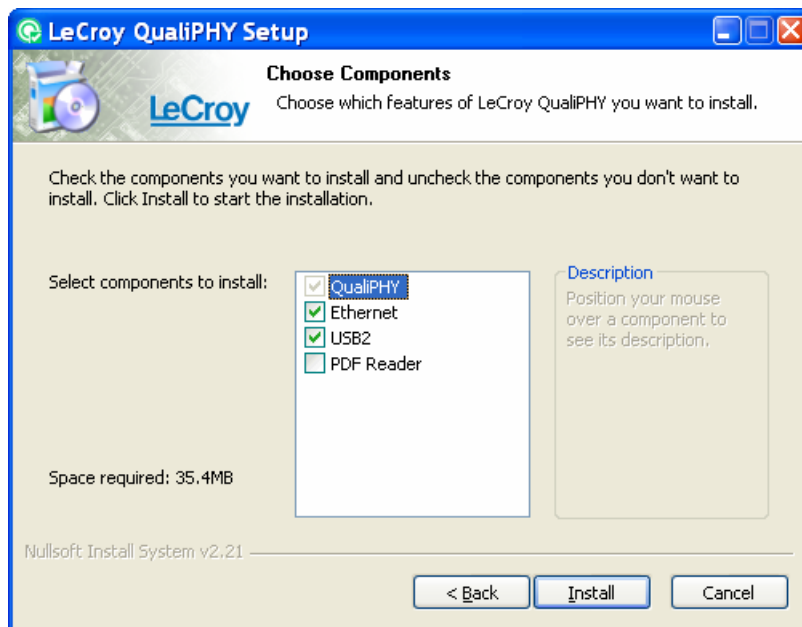 LeCroy QualiPHY Setup
Choose Components
LeCroy
Choose which features of LeCroy QualiPHY you want to install.
Check the components you want to install and uncheck the components you don't want to
install. Click Install to start the installation.
Select components to install:
QualiPHY
Ethernet
USB2
PDF Reader
Description
Position your mouse
over a component to
see its description.
Space required: 35.4MB
Nullsoft Install System v2.21
< Back
Install
Cancel